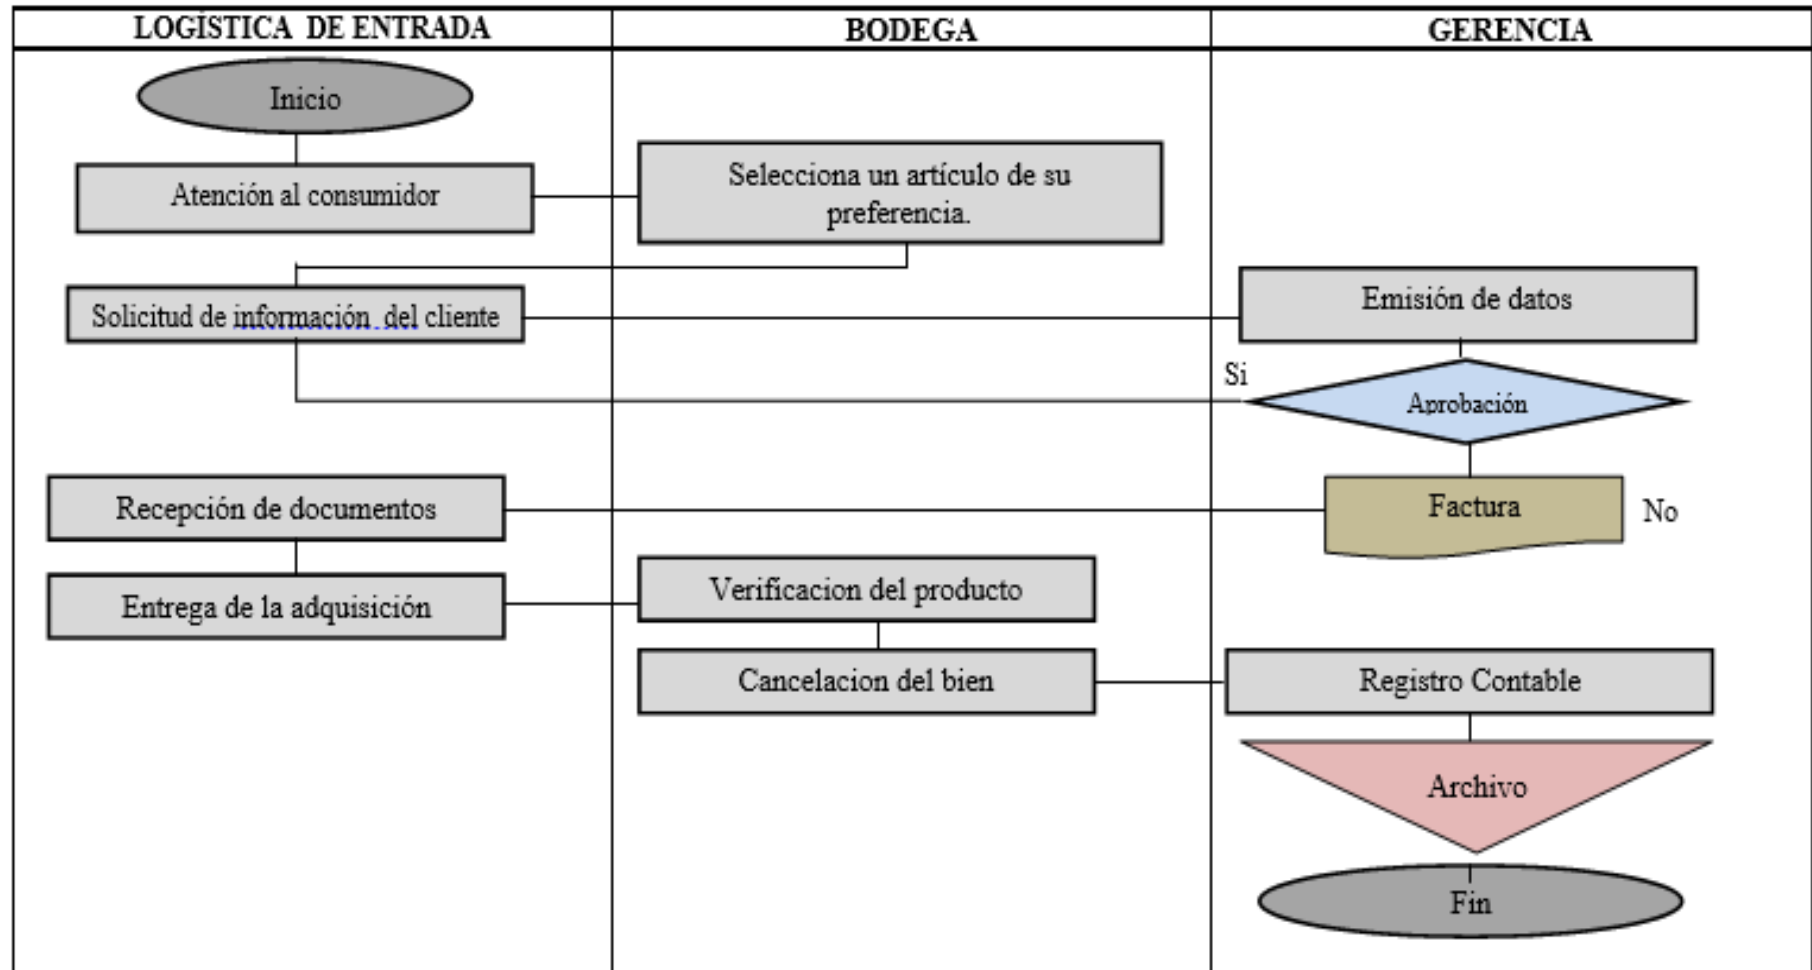 LOGÍSTICA DE ENTRADA
BODEGA
GERENCIA
Inicio
Atención al consumidor
Selecciona un artículo de su
preferencia.
Solicitud de información del cliente
Emisión de datos
Si
Aprobación
Recepción de documentos
Factura
No
Entrega de la adquisición
Verificacion del producto
Cancelacion del bien
Registro Contable
Archivo
Fin